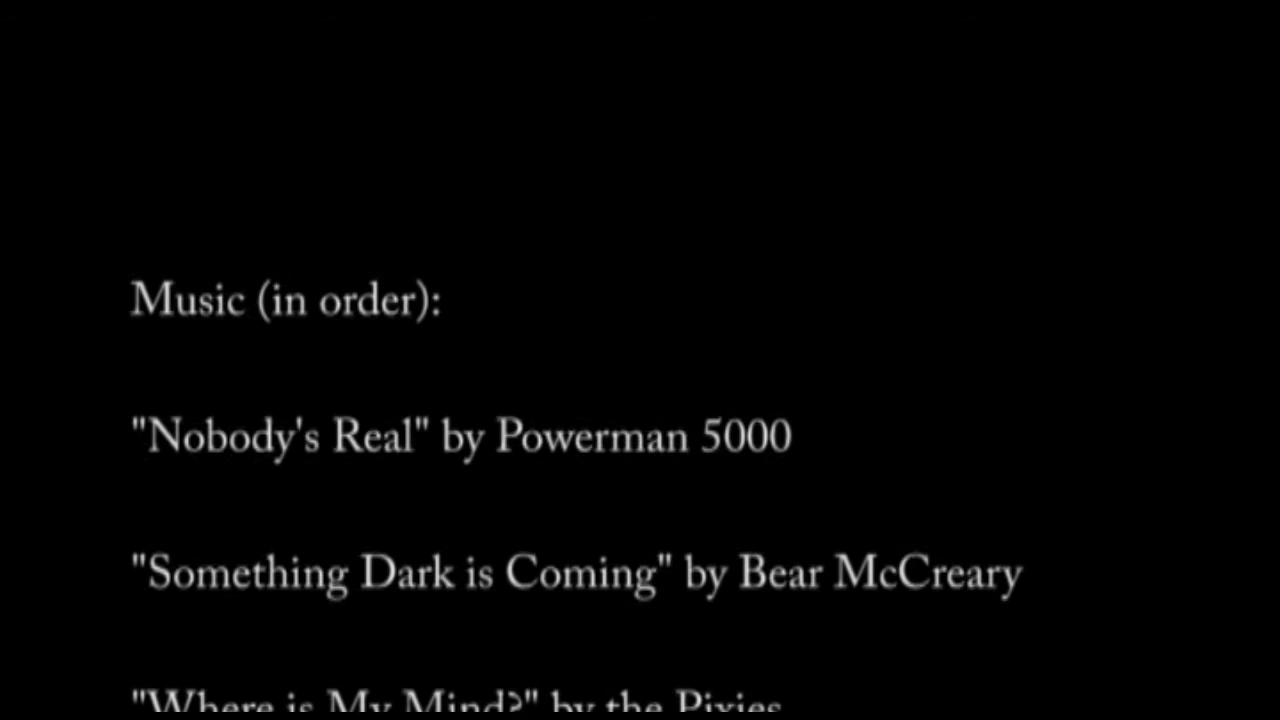 Music (in order):
"Nobody's Real" by Powerman 5000
"Something Dark is Coming" by Bear McCreary
"Where is My Mind?" by the Pixies